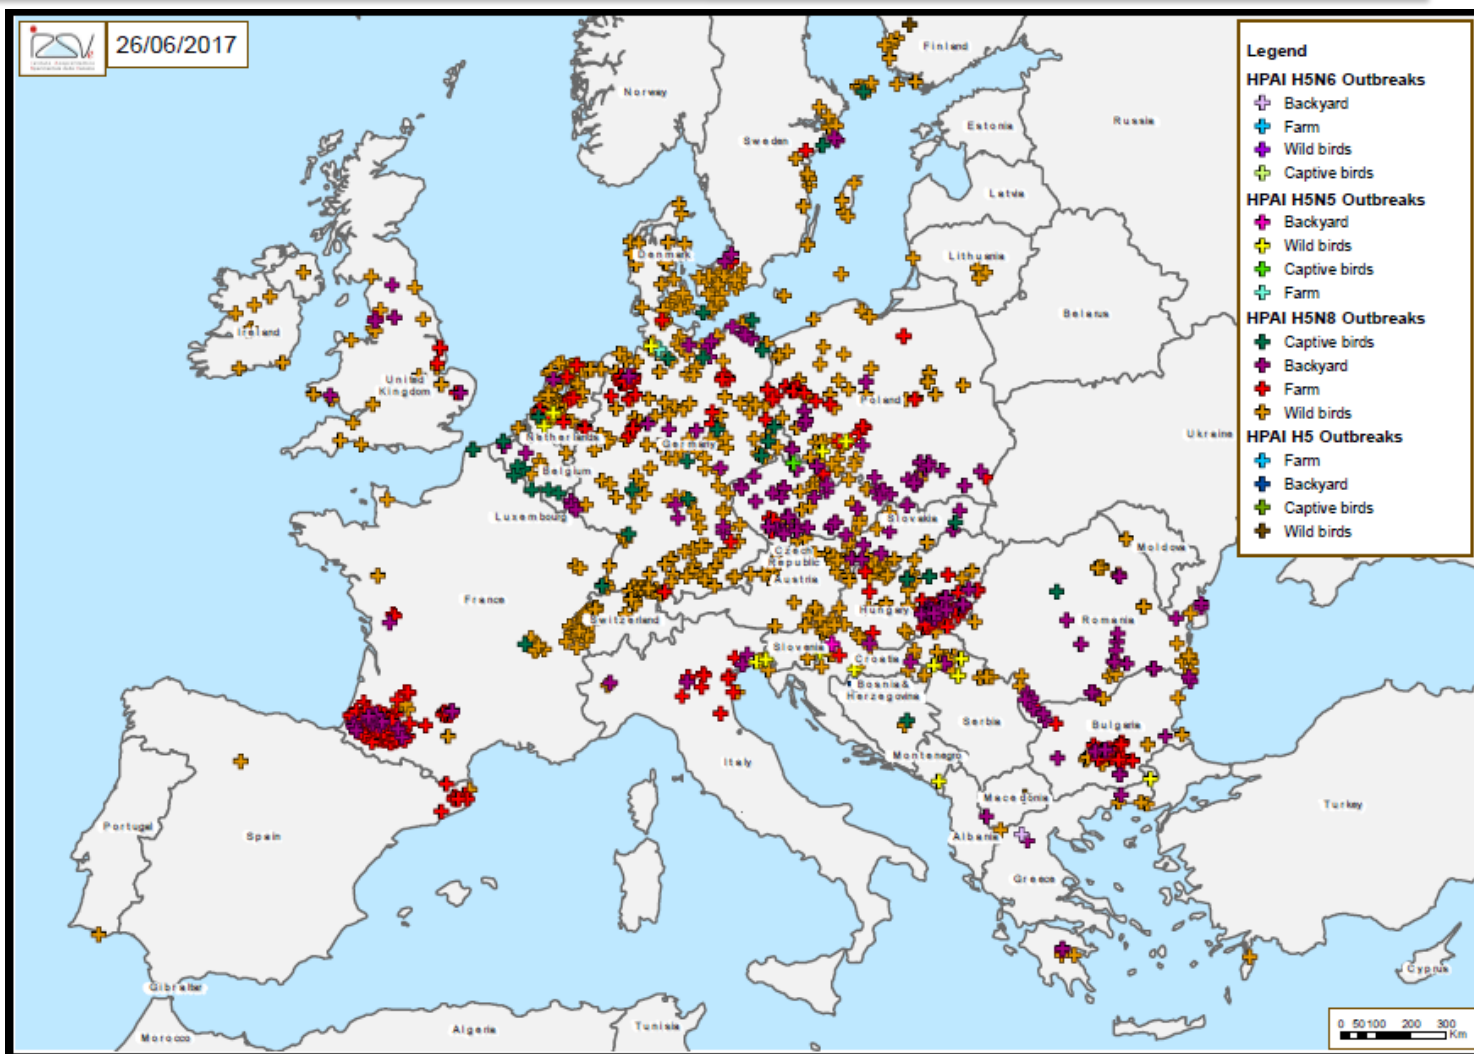 IZSVe
26/06/2017
Legend
HPAI H5N6 Outbreaks
Backyard
Farm
Wild birds
Captive birds
HPAI H5N5 Outbreaks
Backyard
Wild birds
Captive birds
Farm
HPAI H5N8 Outbreaks
Captive birds
Backyard
Farm
Wild birds
HPAI H5 Outbreaks
Farm
Backyard
Captive birds
Wild birds
Finland
Norway
Sweden
Estonia
Russia
Latvia
Denmark
Lithuania
Belarus
Ireland
United
Kingdom
Netherlands
Germany
Poland
Ukraine
Belgium
Luxembourg
Slovakia
Czech
Republic
Austria
Moldova
France
Switzerland
Hungary
Romania
Slovenia
Croatia
Bosnia &
Herzegovina
Serbia
Bulgaria
Montenegro
Italy
Macedonia
Albania
Turkey
Portugal
Spain
Greece
Cyprus
Gibraltar
Morocco
Algeria
Tunisia
0 50 100 200 300
Km